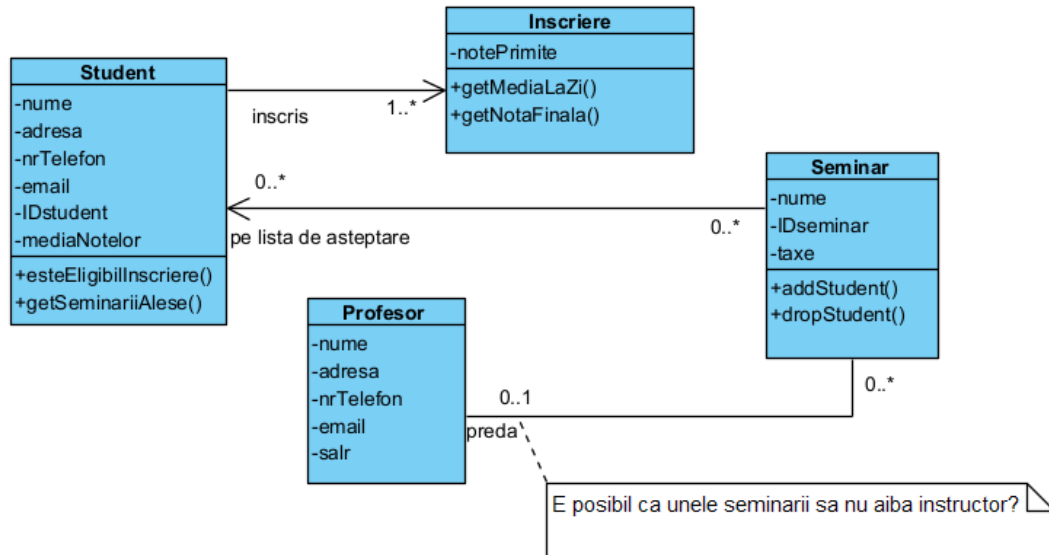 Student
-nume
-adresa
-nrTelefon
-email
-IDstudent
-mediaNotelor
+esteEligibilInscriere()
+getSeminariiAlese()
inscris
1..*
Inscriere
-notePrimite
+getMediaLaZi()
+getNotaFinala()
0..*
pe lista de asteptare
0..*
Seminar
-nume
-IDseminar
-taxe
+addStudent()
+dropStudent()
0..*
Profesor
-nume
-adresa
-nrTelefon
-email
-salr
0..1
preda
E posibil ca unele seminarii sa nu aiba instructor?